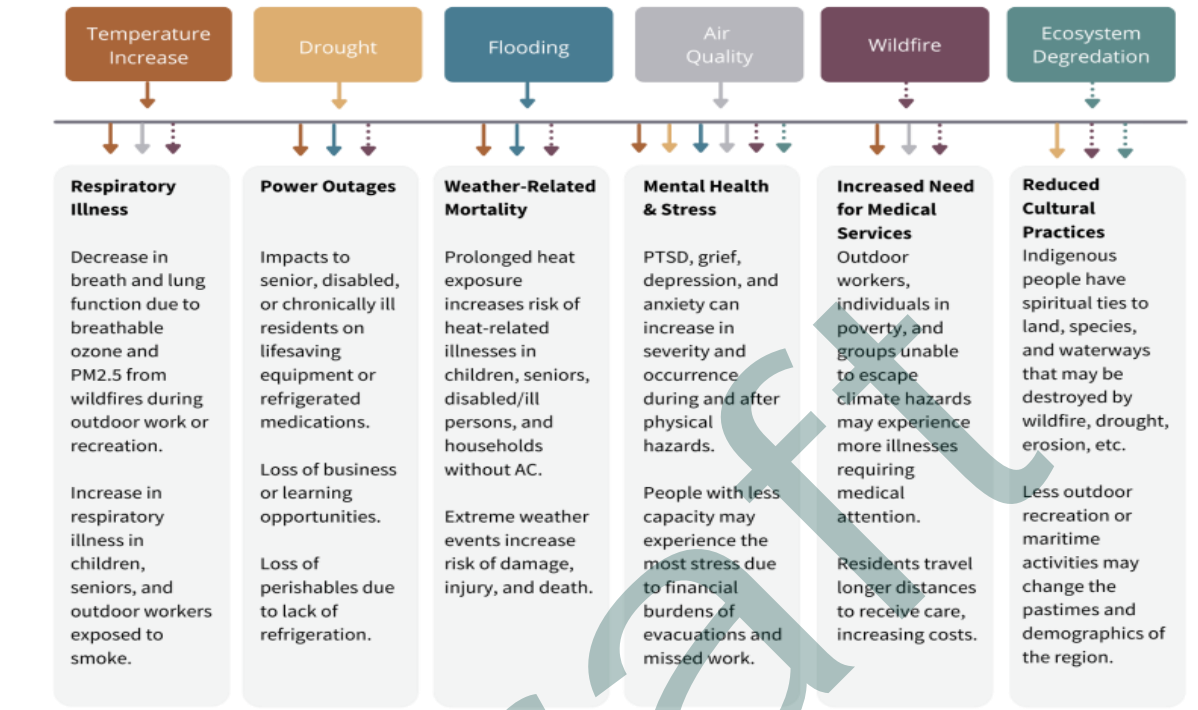 Temperature
Increase
Drought
Flooding
Air
Quality
Wildfire
Ecosystem
Degredation
Respiratory
Illness
Decrease in
breath and lung
function due to
breathable
ozone and
PM2.5 from
wildfires during
outdoor work or
recreation.
Increase in
respiratory
illness in
children,
seniors, and
outdoor workers
exposed to
smoke.
Power Outages
Impacts to
senior, disabled,
or chronically ill
residents on
lifesaving
equipment or
refrigerated
medications.
Loss of business
or learning
opportunities.
Loss of
perishables due
to lack of
refrigeration.
Weather-Related
Mortality
Prolonged heat
exposure
increases risk of
heat-related
illnesses in
children, seniors,
disabled/ill
persons, and
households
without AC.
Extreme weather
events increase
risk of damage,
injury, and death.
Mental Health
& Stress
PTSD, grief,
depression, and
anxiety can
increase in
severity and
occurrence
during and after
physical
hazards.
People with less
capacity may
experience the
most stress due
to financial
burdens of
evacuations and
missed work.
Increased Need
for Medical
Services
Outdoor
workers,
individuals in
poverty, and
groups unable
to escape
climate hazards
may experience
more illnesses
requiring
medical
attention.
Residents travel
longer distances
to receive care,
increasing costs.
Reduced
Cultural
Practices
Indigenous
people have
spiritual ties to
land, species,
and waterways
that may be
destroyed by
wildfire, drought,
erosion, etc.
Less outdoor
recreation or
maritime
activities may
change the
pastimes and
demographics of
the region.
aft